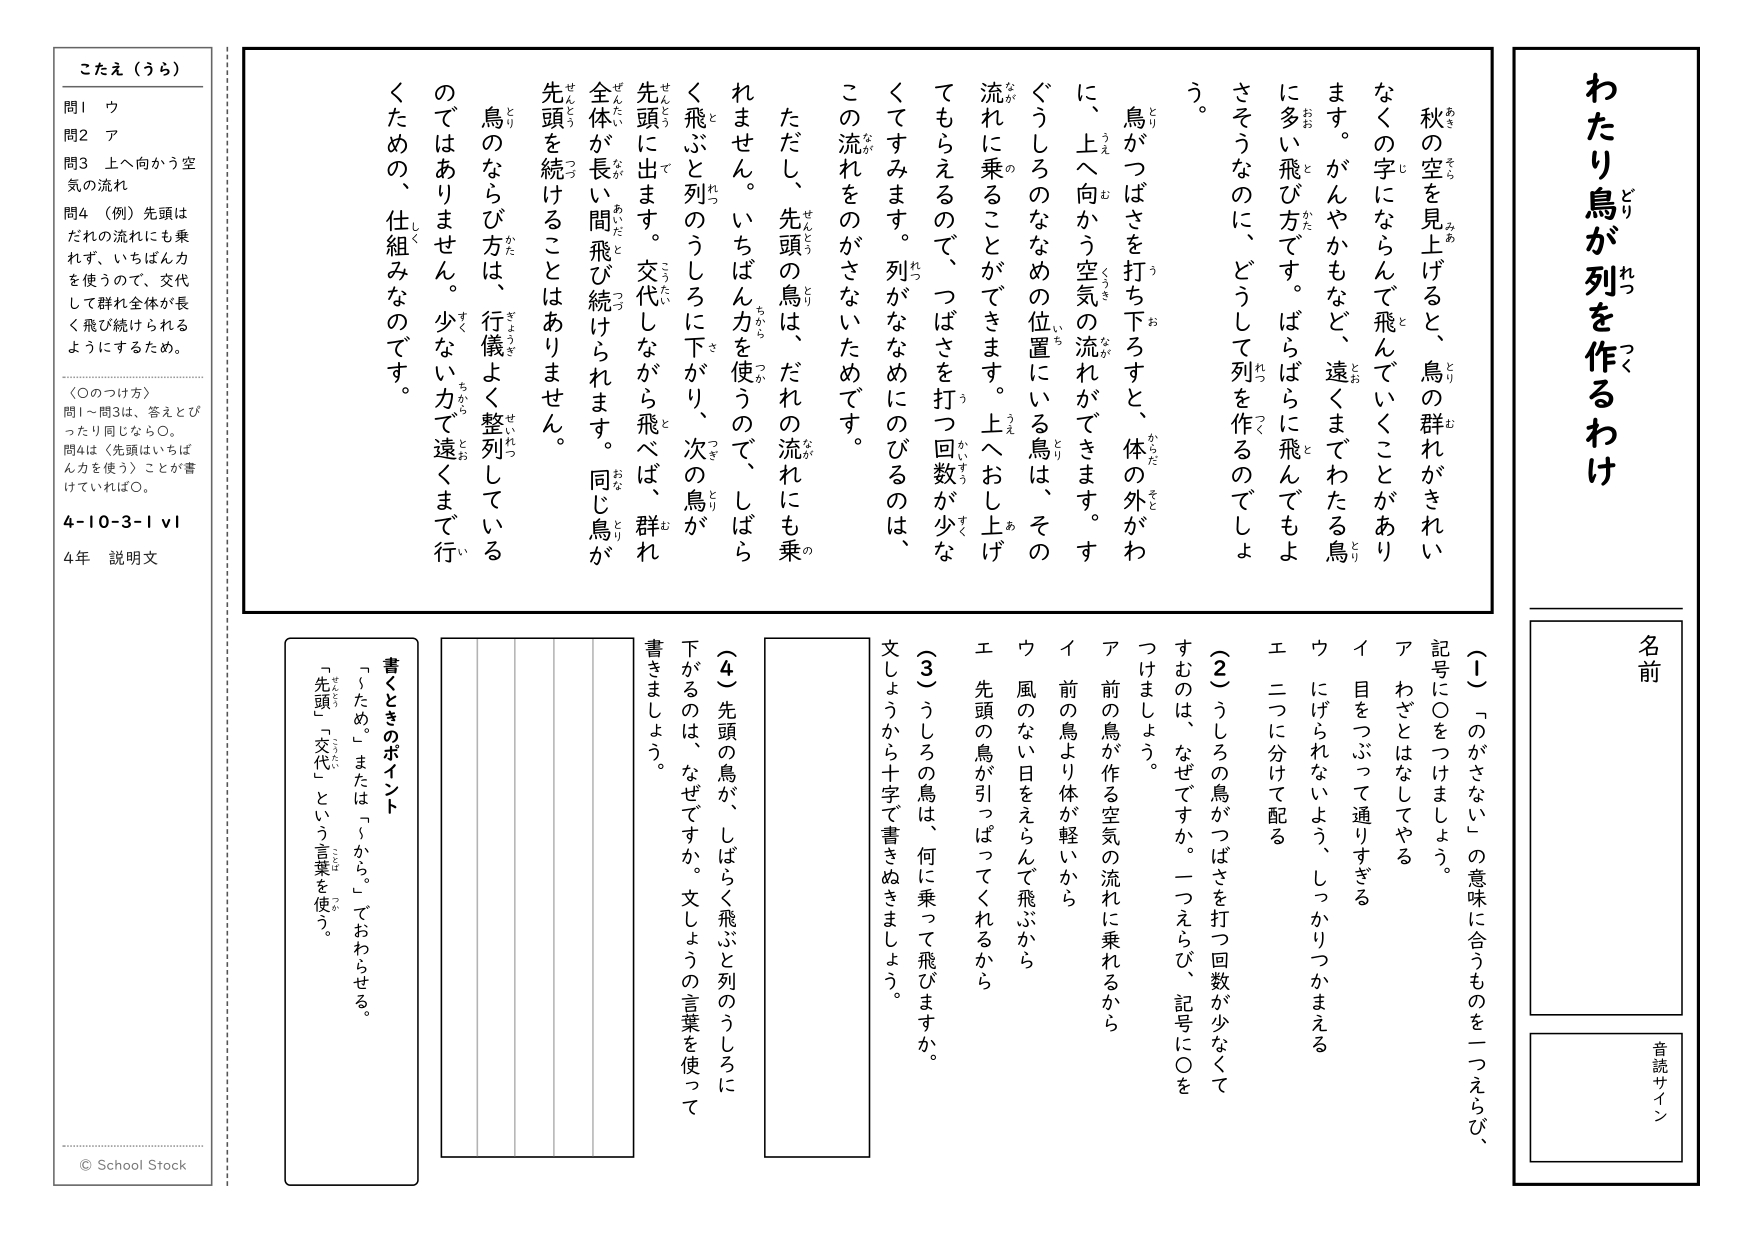 わたり鳥が列を作るわけ
名前
音読サイン
秋の空を見上げると、鳥の群れがきれい
なくの字にならんで飛んでいくことがあり
ます。がんやかもなど、遠くまでわたる鳥
に多い飛び方です。ばらばらに飛んでもよ
さそうなのに、どうして列を作るのでしょ
う。
鳥がつばさを打ち下ろすと、体の外がわ
に、上へ向かう空気の流れができます。す
ぐうしろのななめの位置にいる鳥は、その
流れに乗ることができます。上へおし上げ
てもらえるので、つばさを打つ回数が少な
くてすみます。列がななめにのびるのは、
この流れをのがさないためです。
ただし、先頭の鳥は、だれの流れにも乗
れません。いちばん力を使うので、しばら
く飛ぶと列のうしろに下がり、次の鳥が
先頭に出ます。交代しながら飛べば、群れ
全体が長い間飛び続けられます。同じ鳥が
先頭を続けることはありません。
鳥のならび方は、行儀よく整列している
のではありません。少ない力で遠くまで行
くための、仕組みなのです。
(1)「のがさない」の意味に合うものを一つえらび、
記号に〇をつけましょう。
ア わざとはなしてやる
イ 目をつぶって通りすぎる
ウ にげられないよう、しっかりつかまえる
エ 二つに分けて配る
(2)うしろの鳥がつばさを打つ回数が少なくて
すむのは、なぜですか。一つえらび、記号に〇を
つけましょう。
ア 前の鳥が作る空気の流れに乗れるから
イ 前の鳥より体が軽いから
ウ 風のない日をえらんで飛ぶから
エ 先頭の鳥が引っぱってくれるから
(3)うしろの鳥は、何に乗って飛びますか。
文しょうから十字で書きぬきましょう。
(4)先頭の鳥が、しばらく飛ぶと列のうしろに
下がるのは、なぜですか。文しょうの言葉を使って
書きましょう。
書くときのポイント
「〜ため。」または「〜から。」でおわらせる。
「先頭」「交代」という言葉を使う。
こたえ（うら）
問1 ウ
問2 ア
問3 上へ向かう空
気の流れ
問4 （例）先頭は
だれの流れにも乗
れず、いちばん力
を使うので、交代
して群れ全体が長
く飛び続けられる
ようにするため。
〈〇のつけ方〉
問1〜問3は、答えとぴ
ったり同じなら〇。
問4は〈先頭はいちば
ん力を使う〉ことが書
けていれば〇。
4-10-3-1 v1
4年 説明文
© School Stock